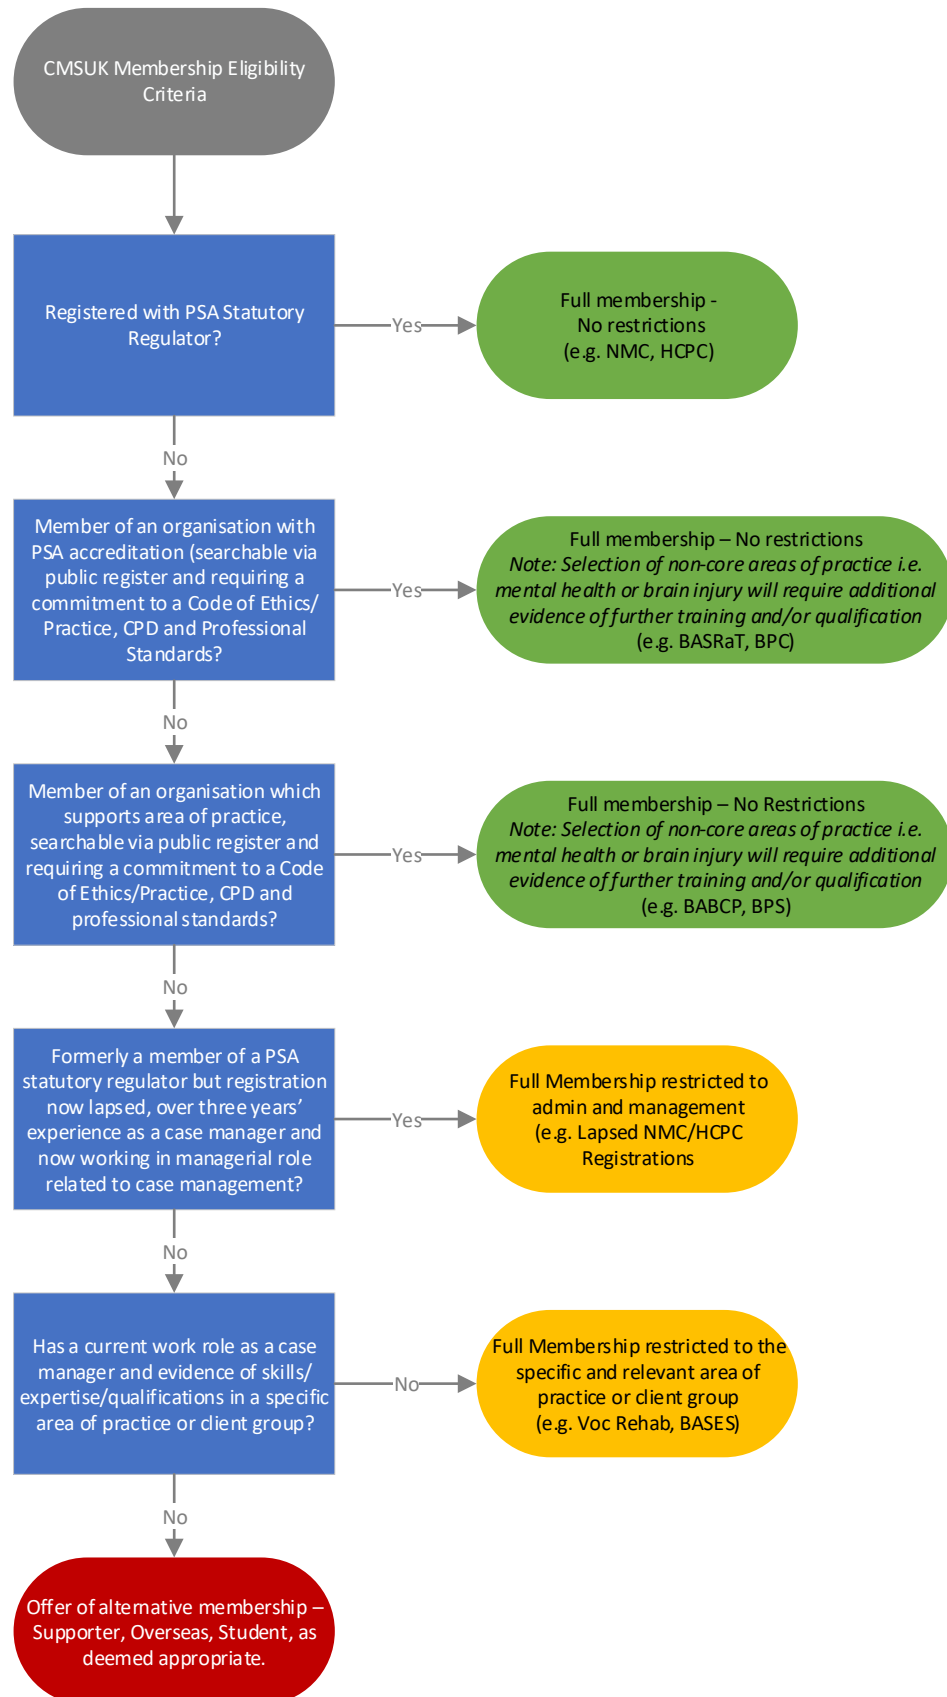 CMSUK Membership Eligibility
Criteria
Registered with PSA Statutory
Regulator?
Yes
Full membership -
No restrictions
(e.g. NMC, HCPC)
No
Member of an organisation with
PSA accreditation (searchable via
public register and requiring a
commitment to a Code of Ethics/
Practice, CPD and Professional
Standards?
Yes
Full membership – No restrictions
Note: Selection of non-core areas of practice i.e.
mental health or brain injury will require additional
evidence of further training and/or qualification
(e.g. BASRaT, BPC)
No
Member of an organisation which
supports area of practice,
searchable via public register and
requiring a commitment to a Code
of Ethics/Practice, CPD and
professional standards?
Yes
Full membership – No Restrictions
Note: Selection of non-core areas of practice i.e.
mental health or brain injury will require additional
evidence of further training and/or qualification
(e.g. BABCP, BPS)
No
Formerly a member of a PSA
statutory regulator but registration
now lapsed, over three years’
experience as a case manager and
now working in managerial role
related to case management?
Yes
Full Membership restricted to
admin and management
(e.g. Lapsed NMC/HCPC
Registrations
No
Has a current work role as a case
manager and evidence of skills/
expertise/qualifications in a specific
area of practice or client group?
No
Full Membership restricted to the
specific and relevant area of
practice or client group
(e.g. Voc Rehab, BASES)
No
Offer of alternative membership –
Supporter, Overseas, Student, as
deemed appropriate.